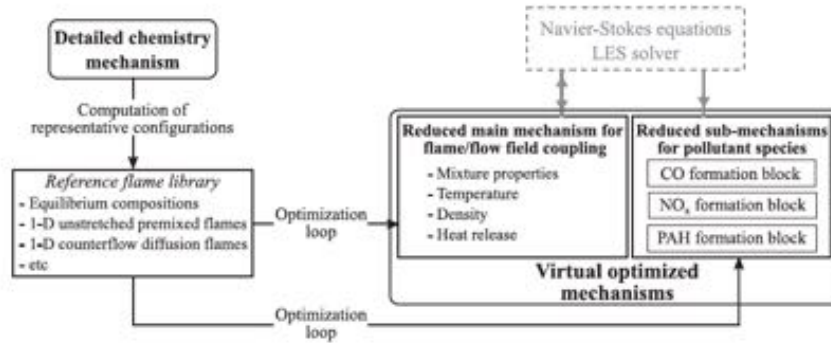 Detailed chemistry
mechanism
Computation of
representative configurations
Reference flame library
- Equilibrium compositions
- 1-D unstretched premixed flames
- 1-D counterflow diffusion flames
- etc
Optimization
loop
Optimization
loop
Navier-Stokes equations
LES solver
Reduced main mechanism for
flame/flow field coupling
- Mixture properties
- Temperature
- Density
- Heat release
Reduced sub-mechanisms
for pollutant species
CO formation block
NOx formation block
PAH formation block
Virtual optimized
mechanisms